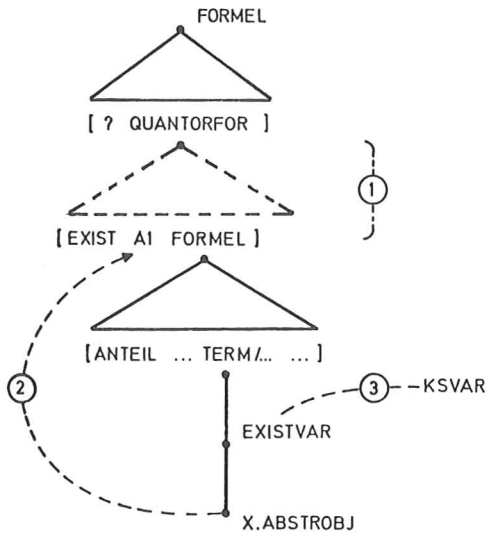 FORMEL
[ ? QUANTORFOR ]
1
[EXIST A1 FORMEL]
[ANTEIL ... TERM/... ...]
2
3 KSVAR
EXISTVAR
X.ABSTROBJ